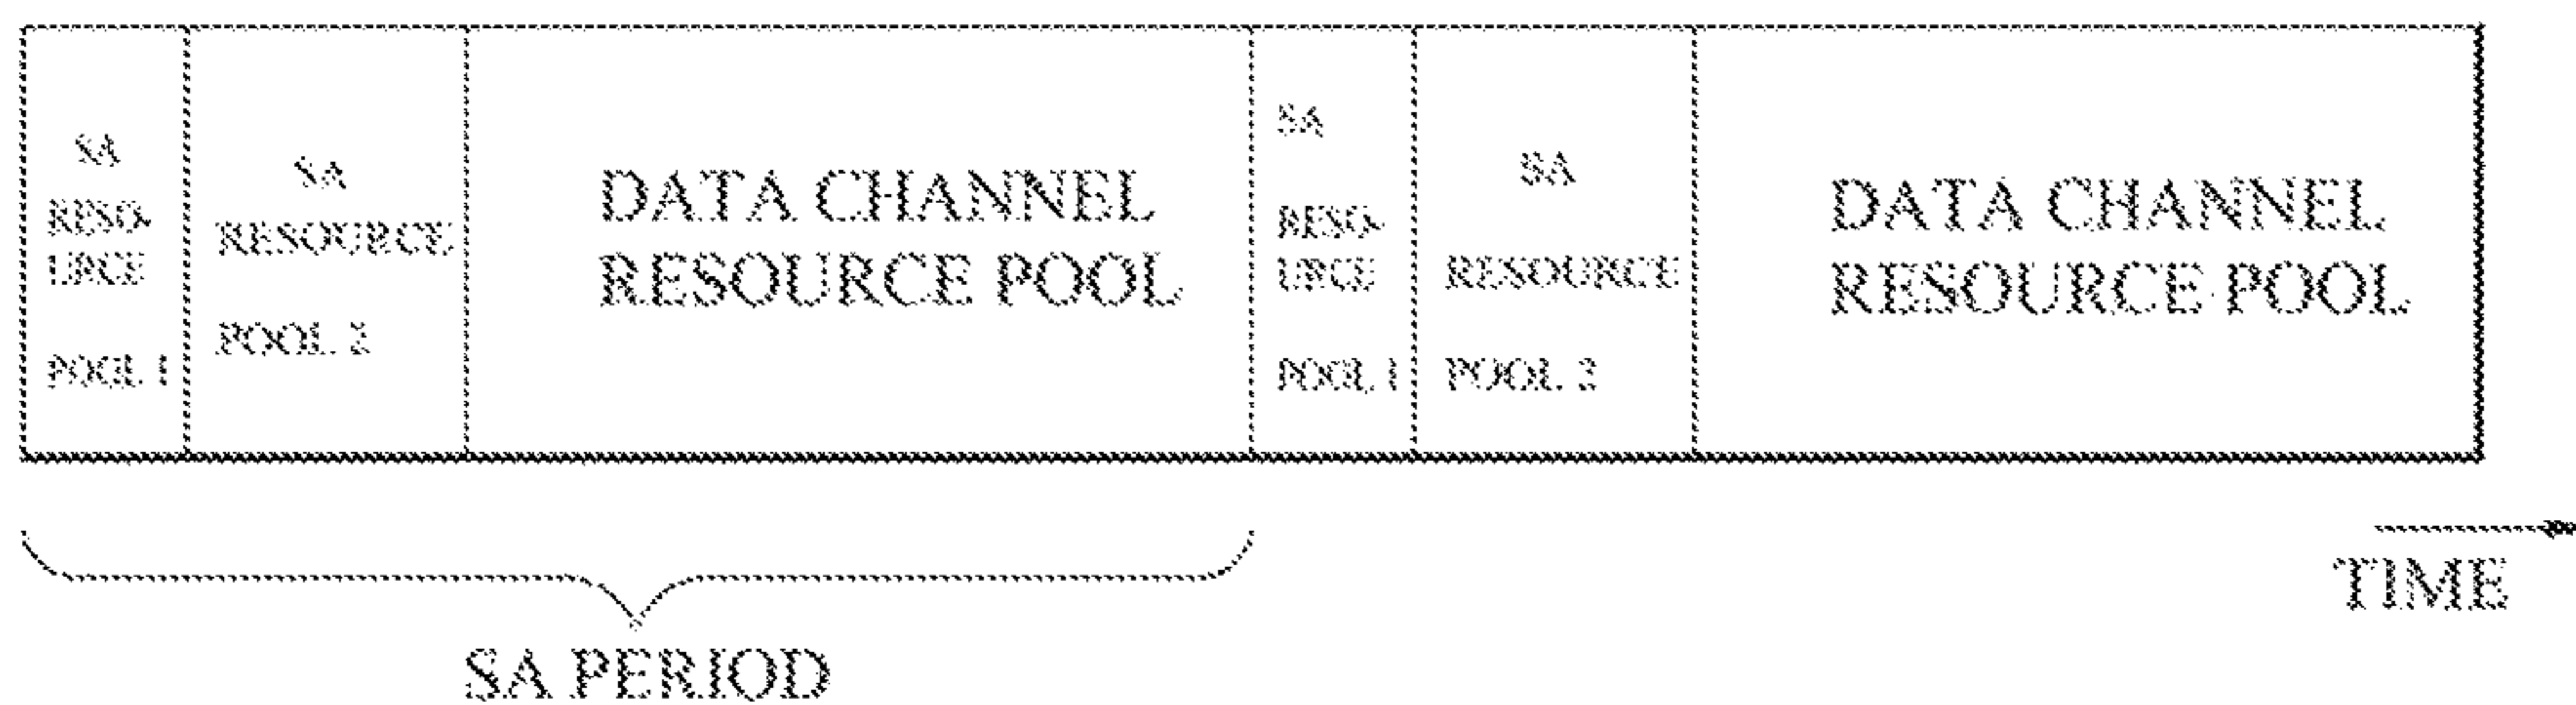 SA
RESO-
URCE
POOL 1
SA
RESOURCE
POOL 2
DATA CHANNEL
RESOURCE POOL
SA
RESO-
URCE
POOL 1
SA
RESOURCE
POOL 2
DATA CHANNEL
RESOURCE POOL
SA PERIOD
TIME